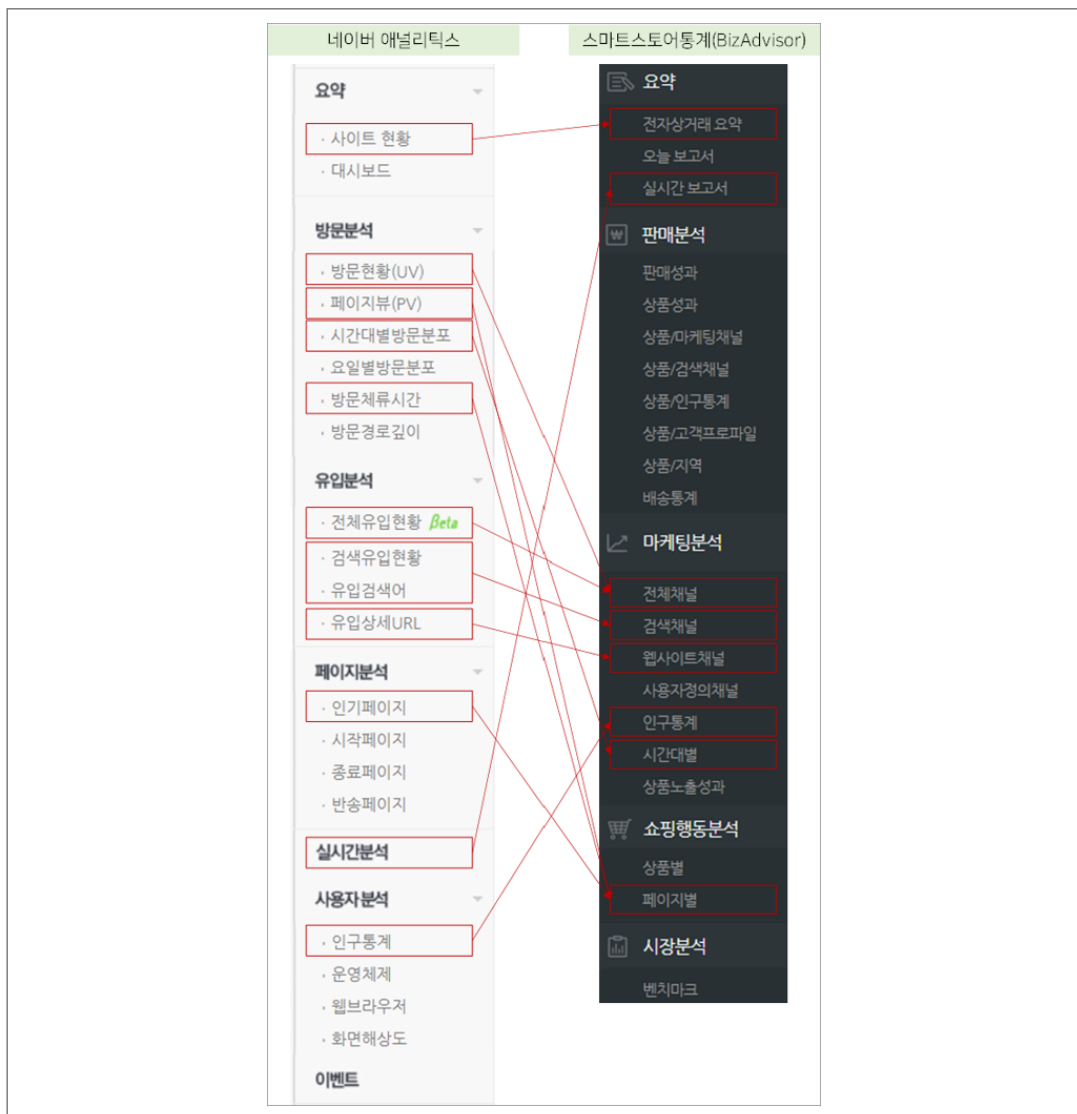 네이버 애널리틱스
요약
· 사이트 현황
· 대시보드
방문분석
· 방문현황(UV)
· 페이지뷰(PV)
· 시간대별방문분포
· 요일별방문분포
· 방문체류시간
· 방문경로깊이
유입분석
· 전체유입현황 βeta
· 검색유입현황
· 유입검색어
· 유입상세URL
페이지분석
· 인기페이지
· 시작페이지
· 종료페이지
· 반송페이지
실시간분석
사용자분석
· 인구통계
· 운영체제
· 웹브라우저
· 화면해상도
이벤트
스마트스토어통계(BizAdvisor)
요약
전자상거래 요약
오늘 보고서
실시간 보고서
판매분석
판매성과
상품성과
상품/마케팅채널
상품/검색채널
상품/인구통계
상품/고객프로파일
상품/지역
배송통계
마케팅분석
전체채널
검색채널
웹사이트채널
사용자정의채널
인구통계
시간대별
상품노출성과
쇼핑행동분석
상품별
페이지별
시장분석
벤치마크